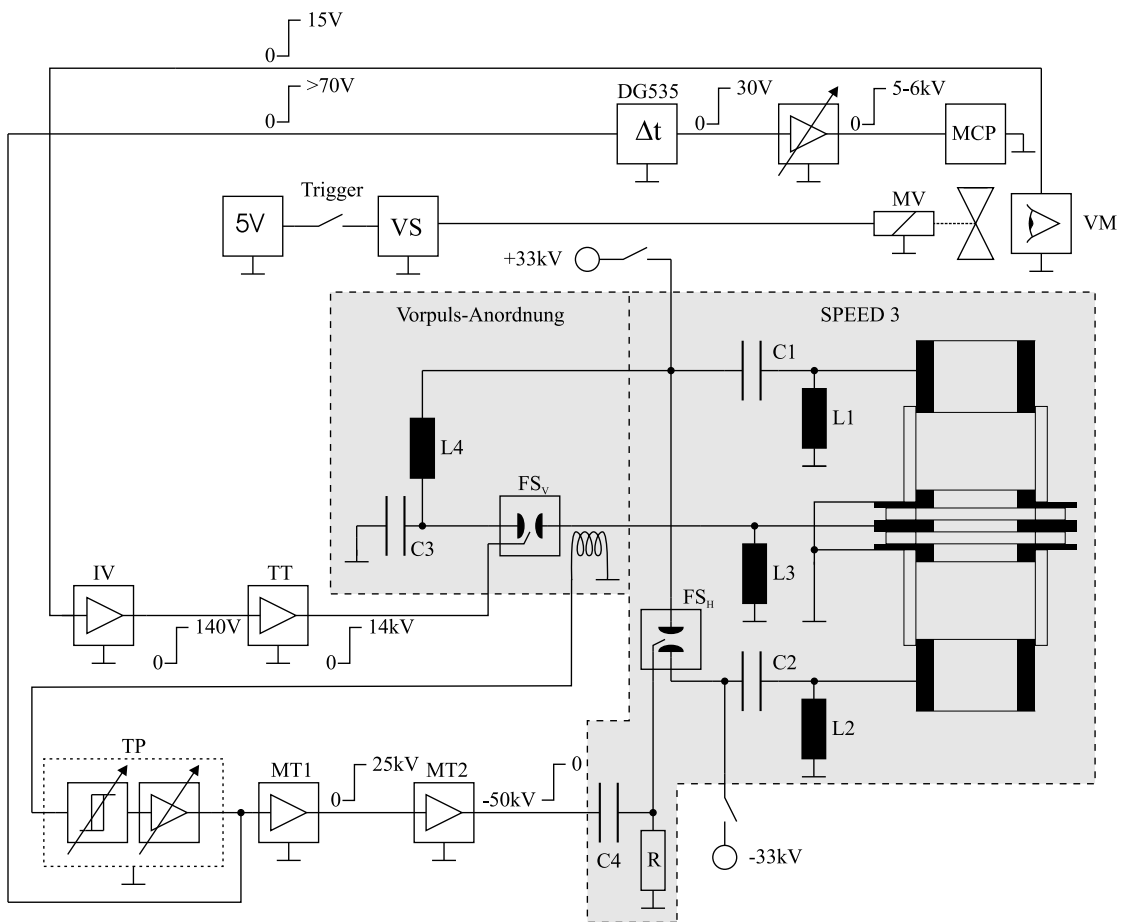 15V
0
>70V
0
DG535
30V
0
5-6kV
0
Δt
MCP
Trigger
5V
VS
MV
VM
+33kV
Vorpuls-Anordnung
SPEED 3
C1
L1
L4
FSV
C3
L3
IV
TT
FSH
140V
0
14kV
0
C2
L2
TP
MT1
25kV
0
MT2
0
-50kV
C4
R
-33kV